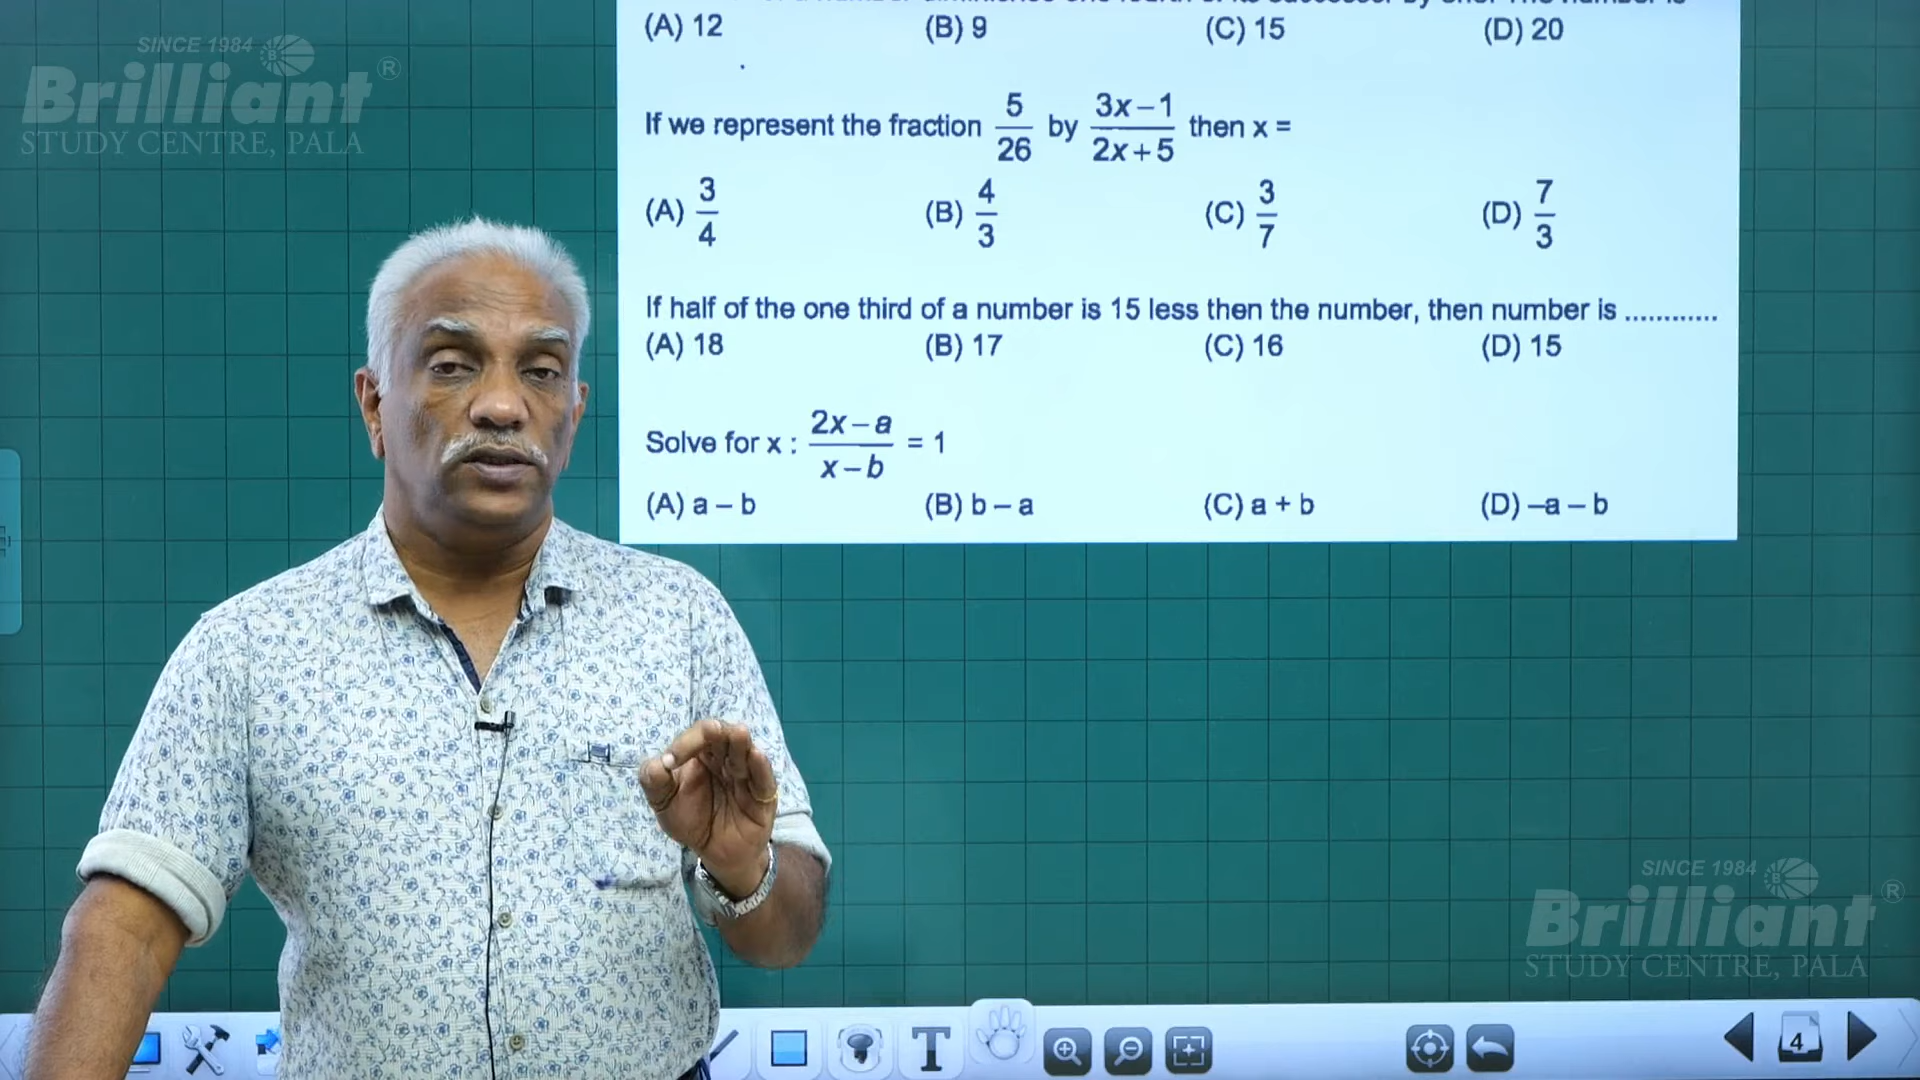 SINCE 1984
Brilliant ®
STUDY CENTRE, PALA
(A) 12 (B) 9 (C) 15 (D) 20
If we represent the fraction 5/26 by 3x−1/2x+5 then x =
(A) 3/4 (B) 4/3 (C) 3/7 (D) 7/3
If half of the one third of a number is 15 less then the number, then number is ............
(A) 18 (B) 17 (C) 16 (D) 15
Solve for x : 2x−a/x−b = 1
(A) a – b (B) b – a (C) a + b (D) –a – b
SINCE 1984
Brilliant ®
STUDY CENTRE, PALA
T
4